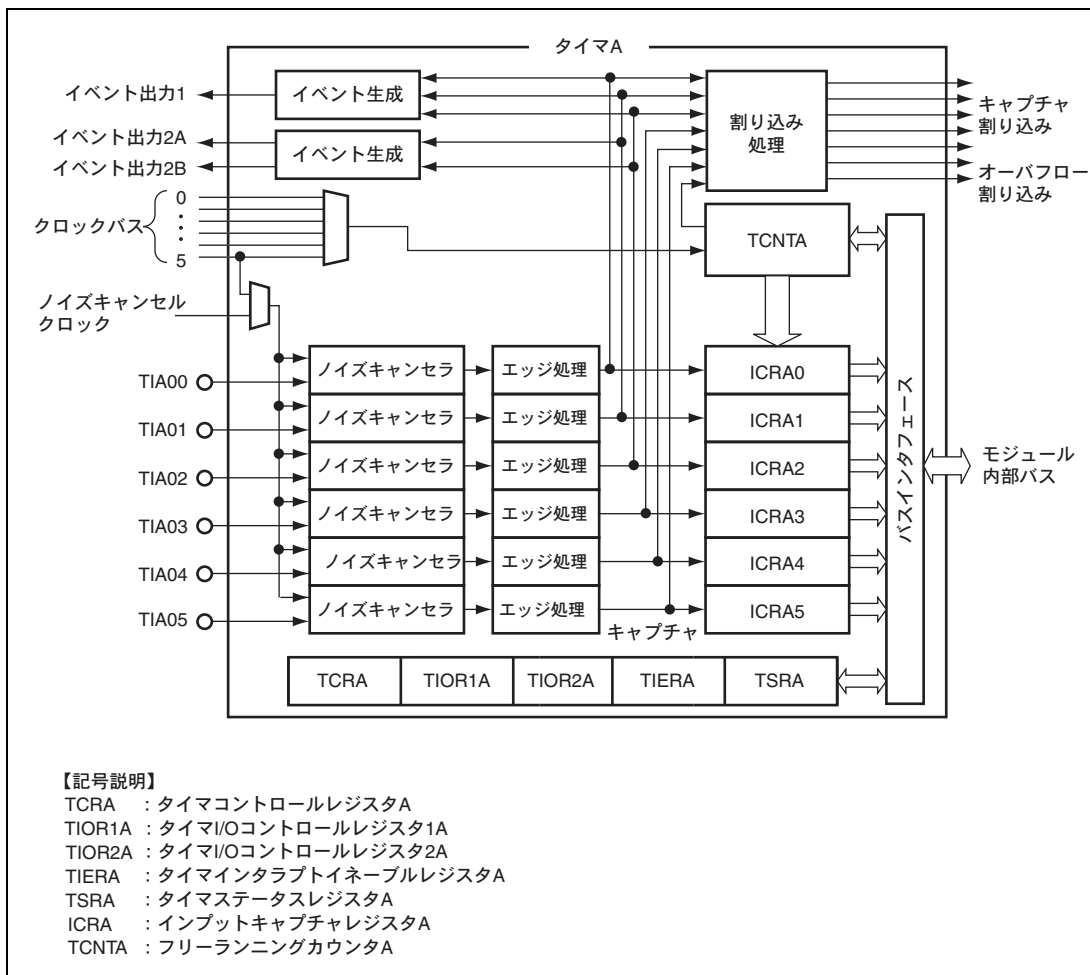 タイマA
イベント出力1
イベント生成
イベント出力2A
イベント出力2B
イベント生成
割り込み
処理
キャプチャ
割り込み
オーバフロー
割り込み
クロックバス
0
5
TCNTA
ノイズキャンセル
クロック
TIA00
ノイズキャンセラ
エッジ処理
ICRA0
TIA01
ノイズキャンセラ
エッジ処理
ICRA1
TIA02
ノイズキャンセラ
エッジ処理
ICRA2
TIA03
ノイズキャンセラ
エッジ処理
ICRA3
TIA04
ノイズキャンセラ
エッジ処理
ICRA4
TIA05
ノイズキャンセラ
エッジ処理
ICRA5
キャプチャ
バスインタフェース
モジュール
内部バス
TCRA
TIOR1A
TIOR2A
TIERA
TSRA
【記号説明】
TCRA :タイマコントロールレジスタA
TIOR1A :タイマI/Oコントロールレジスタ1A
TIOR2A :タイマI/Oコントロールレジスタ2A
TIERA :タイマインタラプトイネーブルレジスタA
TSRA :タイマステータスレジスタA
ICRA :インプットキャプチャレジスタA
TCNTA :フリーランニングカウンタA